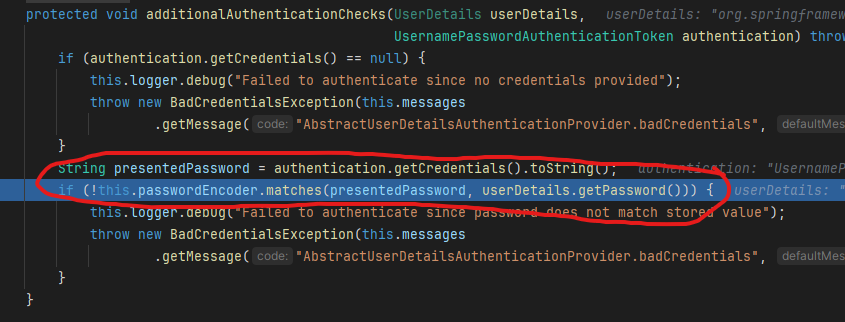 protected void additionalAuthenticationChecks(UserDetails userDetails, userDetails: "org.springframew
UsernamePasswordAuthenticationToken authentication) throw
if (authentication.getCredentials() == null) {
this.logger.debug("Failed to authenticate since no credentials provided");
throw new BadCredentialsException(this.messages
.getMessage( code: "AbstractUserDetailsAuthenticationProvider.badCredentials", defaultMes
}
String presentedPassword = authentication.getCredentials().toString(); authentication: "UsernameP
if (!this.passwordEncoder.matches(presentedPassword, userDetails.getPassword())) { userDetails: "
this.logger.debug("Failed to authenticate since password does not match stored value");
throw new BadCredentialsException(this.messages
.getMessage( code: "AbstractUserDetailsAuthenticationProvider.badCredentials", defaultMes
}
}